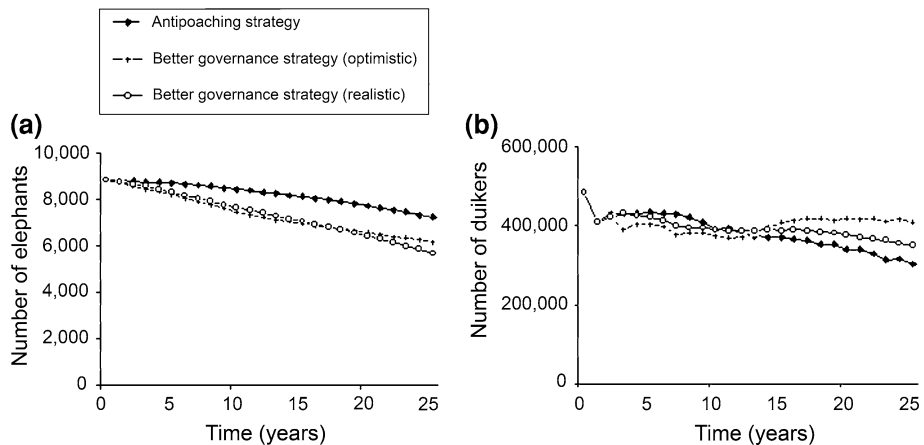 Antipoaching strategy
Better governance strategy (optimistic)
Better governance strategy (realistic)
(a)
Number of elephants
10,000
8,000
6,000
4,000
2,000
0
0 5 10 15 20 25
Time (years)
(b)
Number of duikers
600,000
400,000
200,000
0
0 5 10 15 20 25
Time (years)